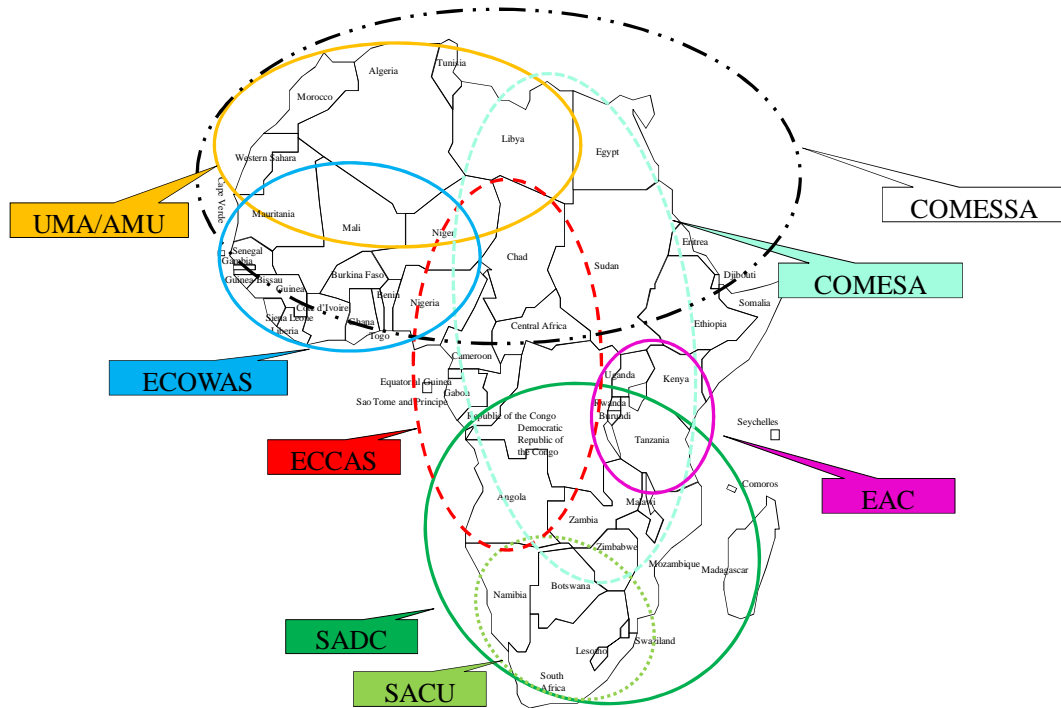 Tunisia
Algeria
Morocco
Libya
Egypt
Western Sahara
Cape Verde
UMA/AMU
COMESSA
Mauritania
Mali
Niger
Chad
Sudan
Eritrea
Senegal
Gambia
Guinea Bissau
Guinea
Burkina Faso
Benin
Nigeria
Djibouti
COMESA
Somalia
Cote d'Ivoire
Siena Leone
Liberia
Ghana
Togo
Central Africa
Ethiopia
Cameroon
ECOWAS
Equatorial Guinea
Gabon
Sao Tome and Principe
Uganda
Kenya
Rwanda
Burundi
Republic of the Congo
Democratic
Republic of
the Congo
Tanzania
Seychelles
ECCAS
EAC
Comoros
Angola
Malawi
Zambia
Zimbabwe
Mozambique
Madagascar
Namibia
Botswana
SADC
Swaziland
Lesotho
South
Africa
SACU